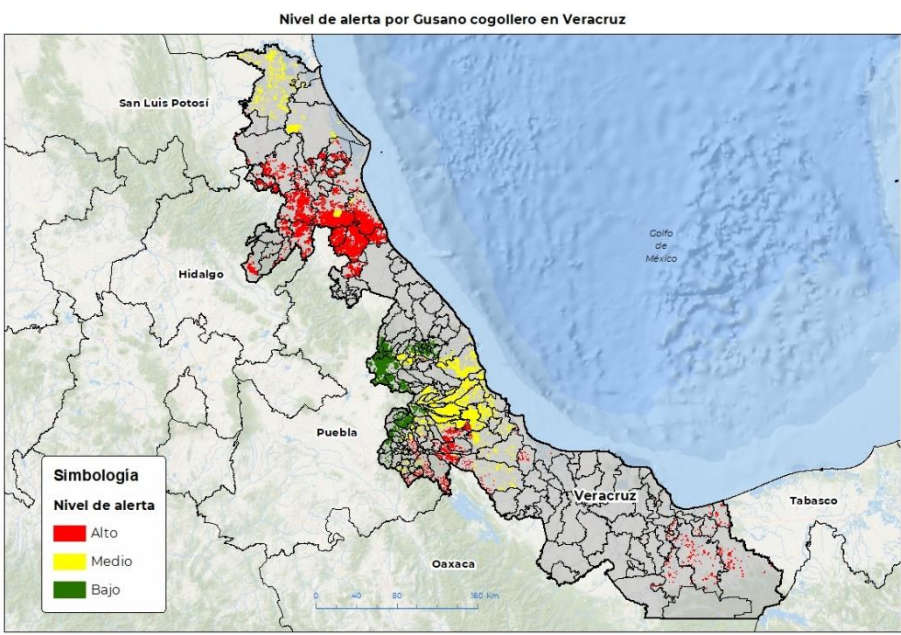 Nivel de alerta por Gusano cogollero en Veracruz
San Luis Potosí
Golfo
de
México
Hidalgo
Puebla
Simbología
Nivel de alerta
Alto
Medio
Bajo
Veracruz
Tabasco
Oaxaca
0 40 80 160 Km